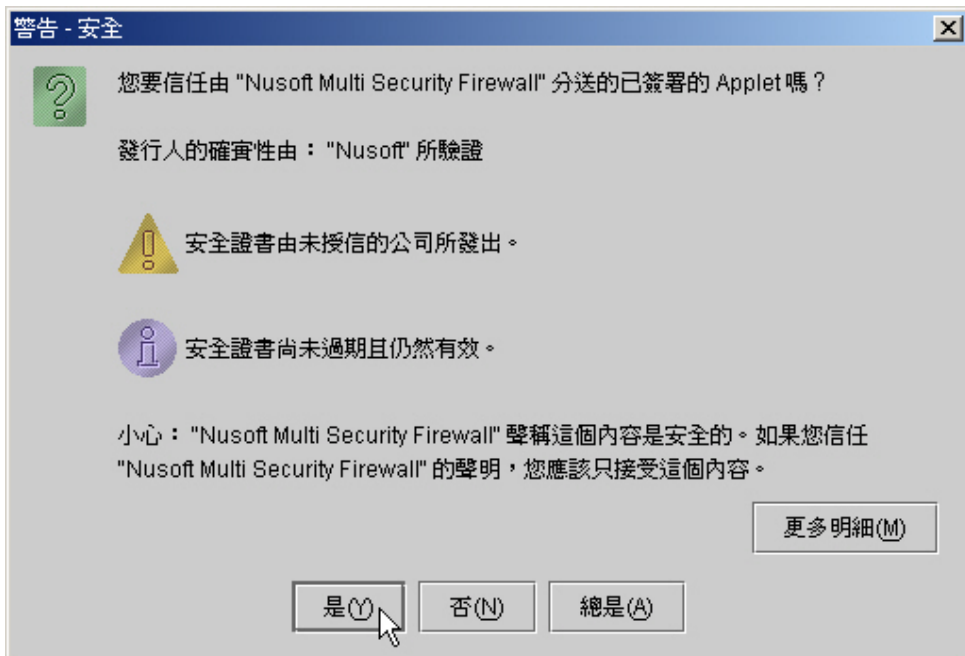 警告 - 安全
您要信任由 "Nusoft Multi Security Firewall" 分送的已簽署的 Applet 嗎？
發行人的確實性由： "Nusoft" 所驗證
安全證書由未授信的公司所發出。
安全證書尚未過期且仍然有效。
小心： "Nusoft Multi Security Firewall" 聲稱這個內容是安全的。如果您信任
"Nusoft Multi Security Firewall" 的聲明，您應該只接受這個內容。
更多明細(M)
是(Y) 否(N) 總是(A)